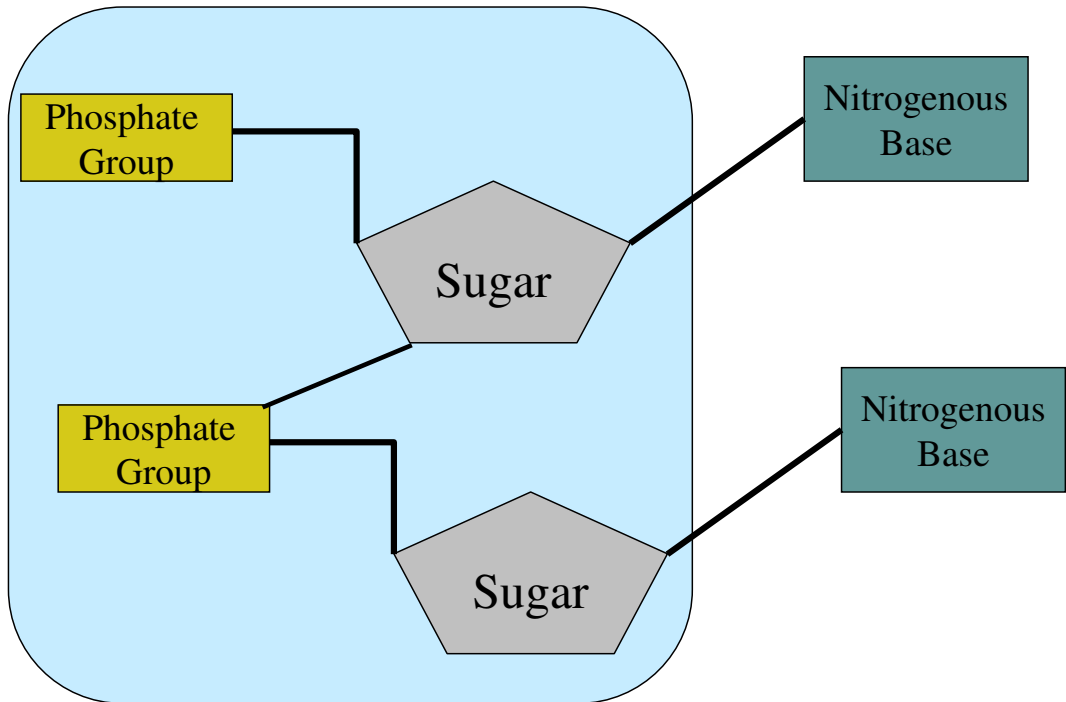 Phosphate
Group
Nitrogenous
Base
Sugar
Phosphate
Group
Nitrogenous
Base
Sugar